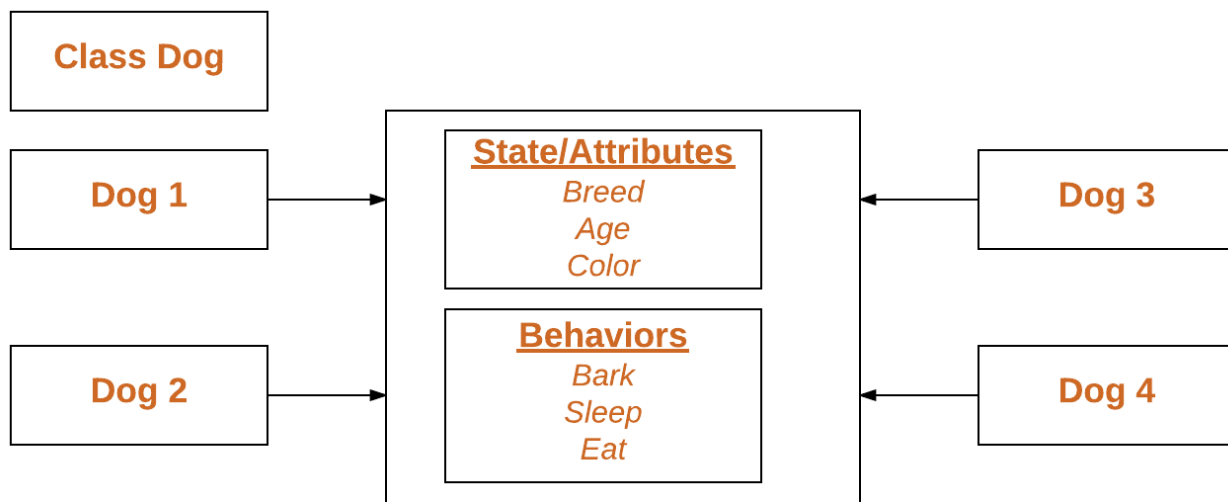 Class Dog
Dog 1
Dog 2
State/Attributes
Breed
Age
Color
Behaviors
Bark
Sleep
Eat
Dog 3
Dog 4